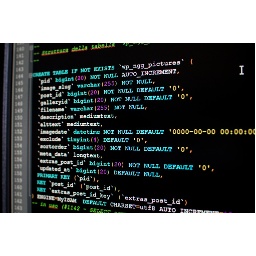 -- Struttura della tabella `wp_ngg_pictures`
--
CREATE TABLE IF NOT EXISTS `wp_ngg_pictures` (
`pid` bigint(20) NOT NULL AUTO_INCREMENT,
`image_slug` varchar(255) NOT NULL,
`post_id` bigint(20) NOT NULL DEFAULT '0',
`galleryid` bigint(20) NOT NULL DEFAULT '0',
`filename` varchar(255) NOT NULL,
`description` mediumtext,
`alttext` mediumtext,
`imagedate` datetime NOT NULL DEFAULT '0000-00-00 00:00:00
`exclude` tinyint(4) DEFAULT '0',
`sortorder` bigint(20) NOT NULL DEFAULT '0',
`meta_data` longtext,
`extras_post_id` bigint(20) NOT NULL DEFAULT '0',
`updated_at` bigint(20) DEFAULT NULL,
PRIMARY KEY (`pid`),
KEY `post_id` (`post_id`),
KEY `extras_post_id_key` (`extras_post_id`)
ENGINE=MyISAM DEFAULT CHARSET=utf8 AUTO_INCREMENT